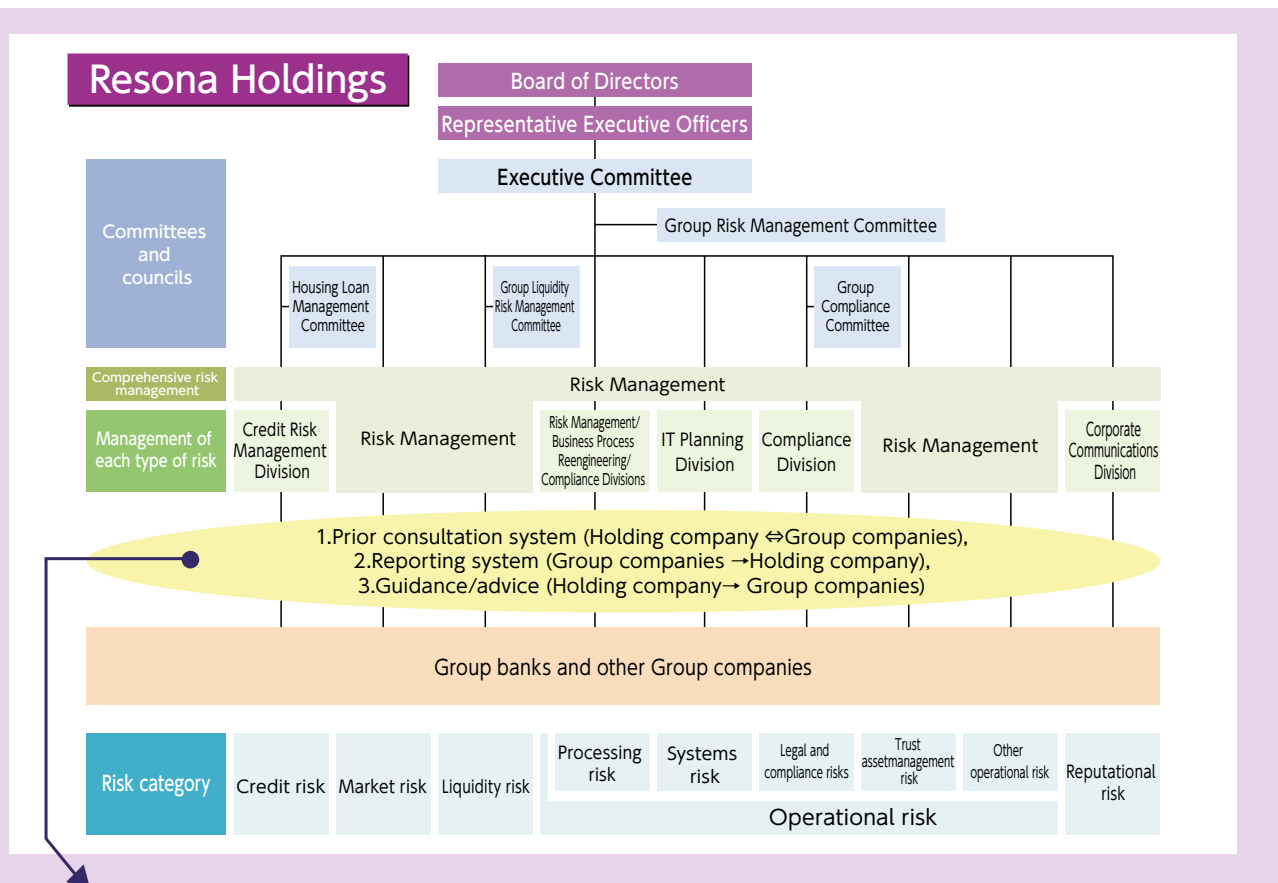 Resona Holdings
Board of Directors
Representative Executive Officers
Executive Committee
Group Risk Management Committee
Committees
and
councils
Housing Loan
Management
Committee
Group Liquidity
Risk Management
Committee
Group
Compliance
Committee
Comprehensive risk
management
Risk Management
Management of
each type of risk
Credit Risk
Management
Division
Risk Management
Risk Management/
Business Process
Reengineering/
Compliance Divisions
IT Planning
Division
Compliance
Division
Risk Management
Corporate
Communications
Division
1.Prior consultation system (Holding company ⇔Group companies),
2.Reporting system (Group companies →Holding company),
3.Guidance/advice (Holding company→ Group companies)
Group banks and other Group companies
Risk category
Credit risk
Market risk
Liquidity risk
Processing
risk
Systems
risk
Legal and
compliance risks
Trust
assetmanagement
risk
Other
operational risk
Operational risk
Reputational
risk